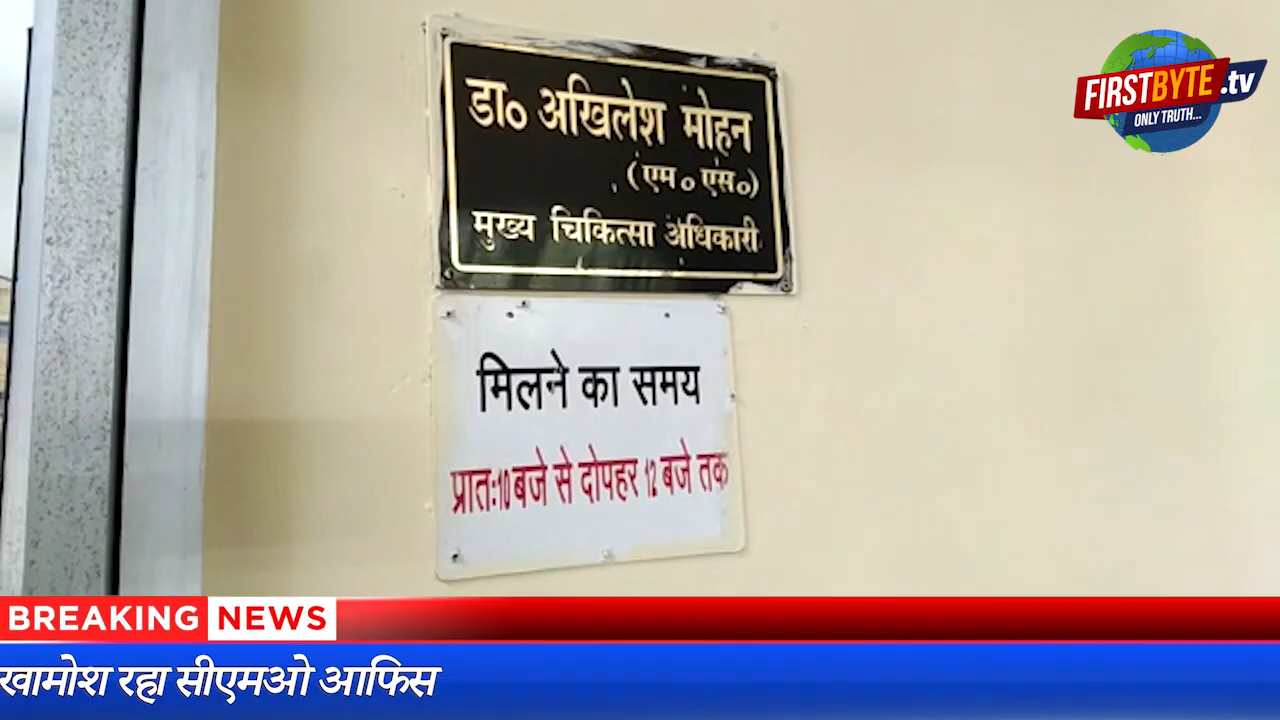 डा० अखिलेश मोहन
(एम० एस०)
मुख्य चिकित्सा अधिकारी
मिलने का समय
प्रात:10 बजे से दोपहर 12 बजे तक
FIRSTBYTE.tv
ONLY TRUTH...
BREAKING NEWS
खामोश रहा सीएमओ आफिस